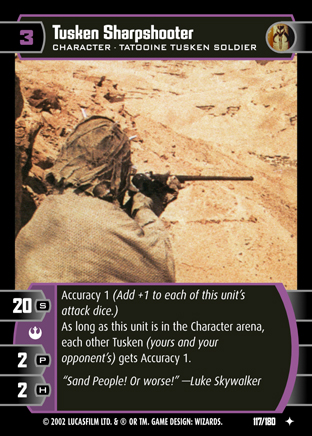 3
Tusken Sharpshooter
CHARACTER · TATOOINE TUSKEN SOLDIER
20 S
2 P
2 H
Accuracy 1 (Add +1 to each of this unit's
attack dice.)
As long as this unit is in the Character arena,
each other Tusken (yours and your
opponent's) gets Accuracy 1.
"Sand People! Or worse!" —Luke Skywalker
© 2002 LUCASFILM LTD. & ® OR TM. GAME DESIGN: WIZARDS. 117/180